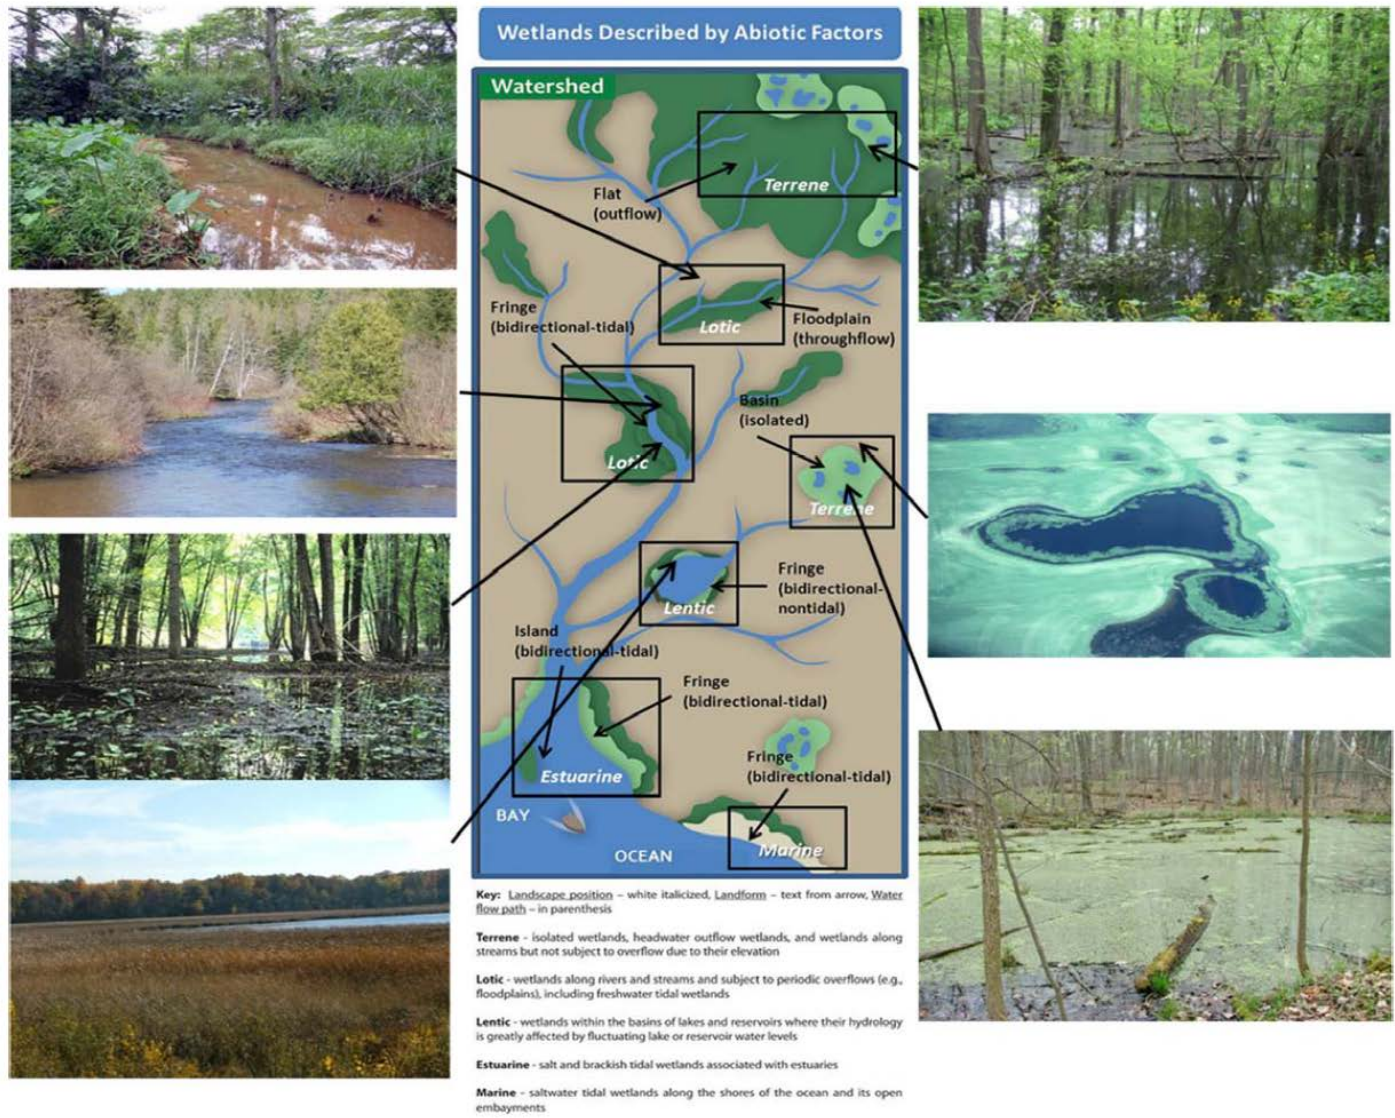 Wetlands Described by Abiotic Factors
Watershed
Terrene
Flat
(outflow)
Fringe
(bidirectional-tidal)
Lotic
Floodplain
(throughflow)
Basin
(isolated)
Lotic
Terrene
Fringe
(bidirectional-
nontidal)
Lentic
Island
(bidirectional-tidal)
Fringe
(bidirectional-tidal)
Estuarine
Fringe
(bidirectional-tidal)
BAY
OCEAN
Marine
Key: Landscape position – white italicized, Landform – text from arrow, Water
flow path – in parenthesis
Terrene - isolated wetlands, headwater outflow wetlands, and wetlands along
streams but not subject to overflow due to their elevation
Lotic - wetlands along rivers and streams and subject to periodic overflows (e.g.,
floodplains), including freshwater tidal wetlands
Lentic - wetlands within the basins of lakes and reservoirs where their hydrology
is greatly affected by fluctuating lake or reservoir water levels
Estuarine - salt and brackish tidal wetlands associated with estuaries
Marine - saltwater tidal wetlands along the shores of the ocean and its open
embayments